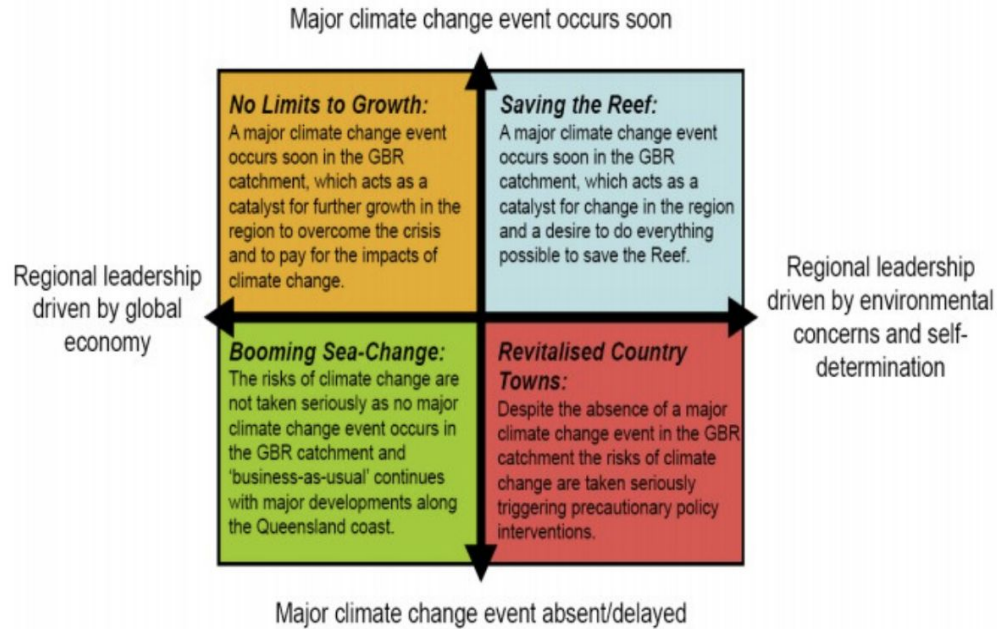 Major climate change event occurs soon
No Limits to Growth:
A major climate change event
occurs soon in the GBR
catchment, which acts as a
catalyst for further growth in the
region to overcome the crisis
and to pay for the impacts of
climate change.
Saving the Reef:
A major climate change event
occurs soon in the GBR
catchment, which acts as a
catalyst for change in the region
and a desire to do everything
possible to save the Reef.
Regional leadership
driven by global
economy
Regional leadership
driven by environmental
concerns and self-
determination
Booming Sea-Change:
The risks of climate change are
not taken seriously as no major
climate change event occurs in
the GBR catchment and
‘business-as-usual’ continues
with major developments along
the Queensland coast.
Revitalised Country
Towns:
Despite the absence of a major
climate change event in the GBR
catchment the risks of climate
change are taken seriously
triggering precautionary policy
interventions.
Major climate change event absent/delayed